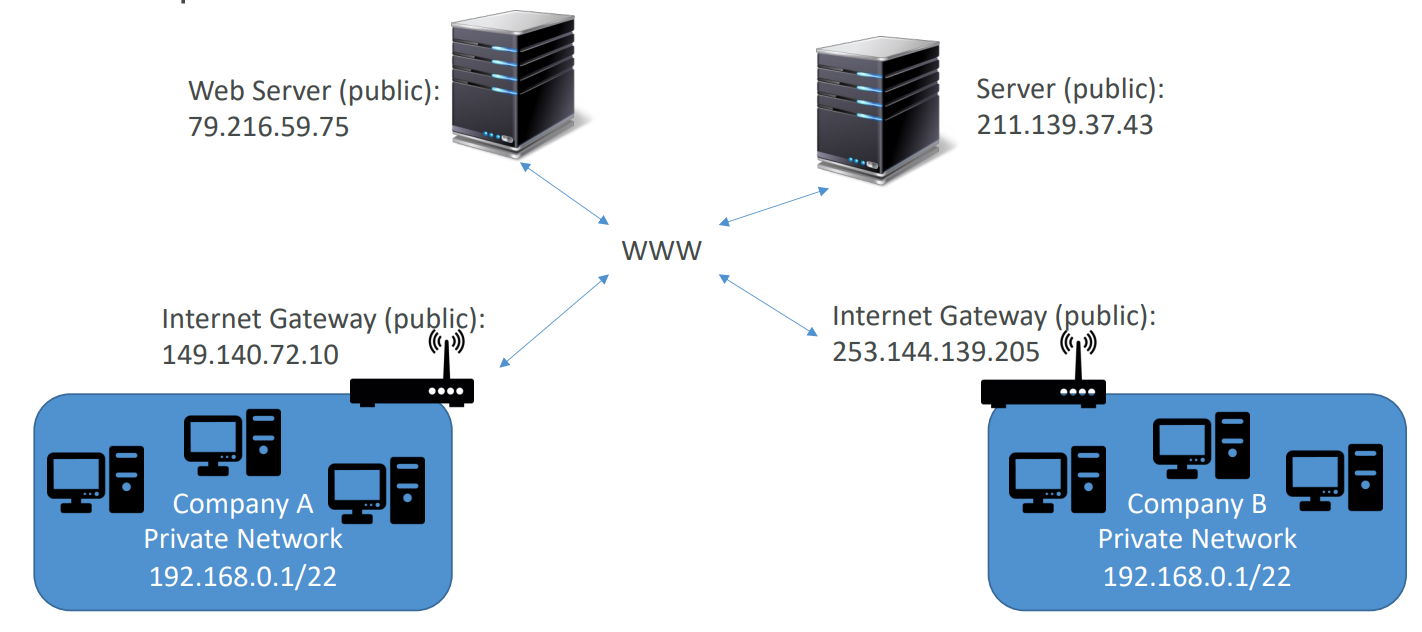 Web Server (public):
79.216.59.75
Server (public):
211.139.37.43
WWW
Internet Gateway (public):
149.140.72.10
Internet Gateway (public):
253.144.139.205
Company A
Private Network
192.168.0.1/22
Company B
Private Network
192.168.0.1/22